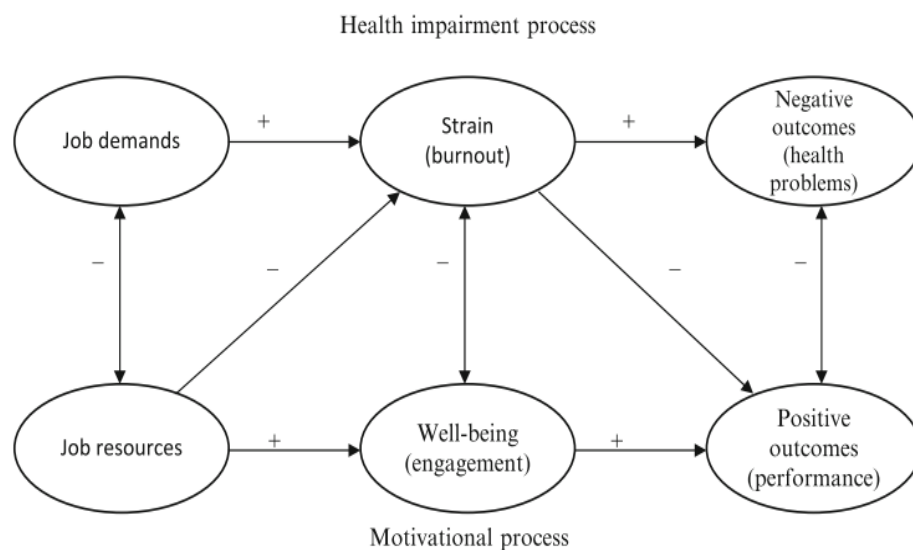 Health impairment process
Job demands
+
Strain
(burnout)
+
Negative
outcomes
(health
problems)
–
–
–
–
–
Job resources
+
Well-being
(engagement)
+
Positive
outcomes
(performance)
Motivational process